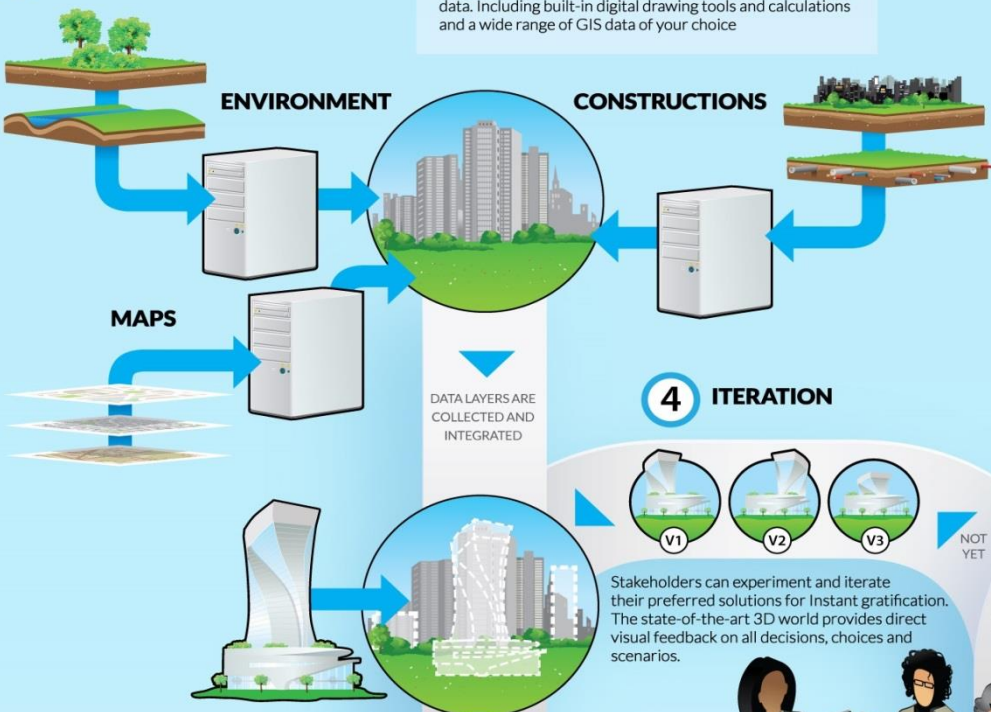 data. Including built-in digital drawing tools and calculations
and a wide range of GIS data of your choice
ENVIRONMENT
CONSTRUCTIONS
MAPS
DATA LAYERS ARE
COLLECTED AND
INTEGRATED
4 ITERATION
V1 V2 V3
NOT
YET
Stakeholders can experiment and iterate
their preferred solutions for Instant gratification.
The state-of-the-art 3D world provides direct
visual feedback on all decisions, choices and
scenarios.